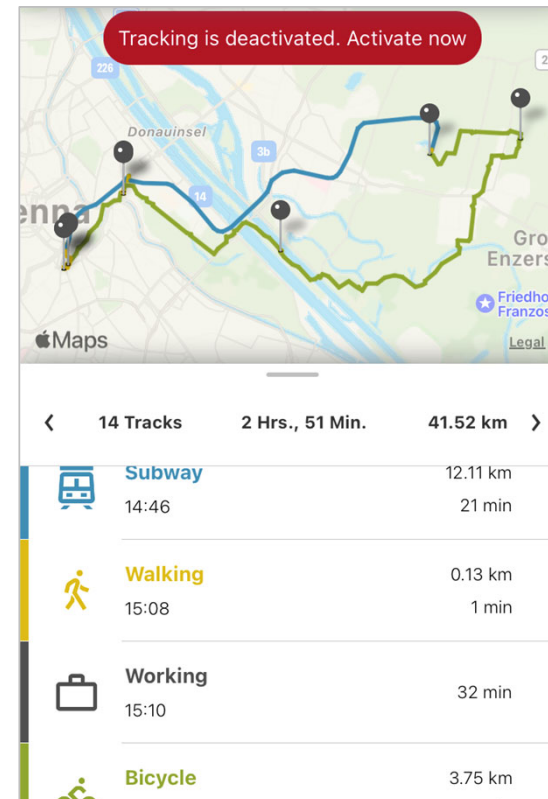 Tracking is deactivated. Activate now
226
2
Donauinsel
3b
14
enna
Gro
Enzers
Friedho
Franzos
Maps
Legal
14 Tracks 2 Hrs., 51 Min. 41.52 km
Subway 12.11 km
14:46 21 min
Walking 0.13 km
15:08 1 min
Working
15:10 32 min
Bicycle 3.75 km